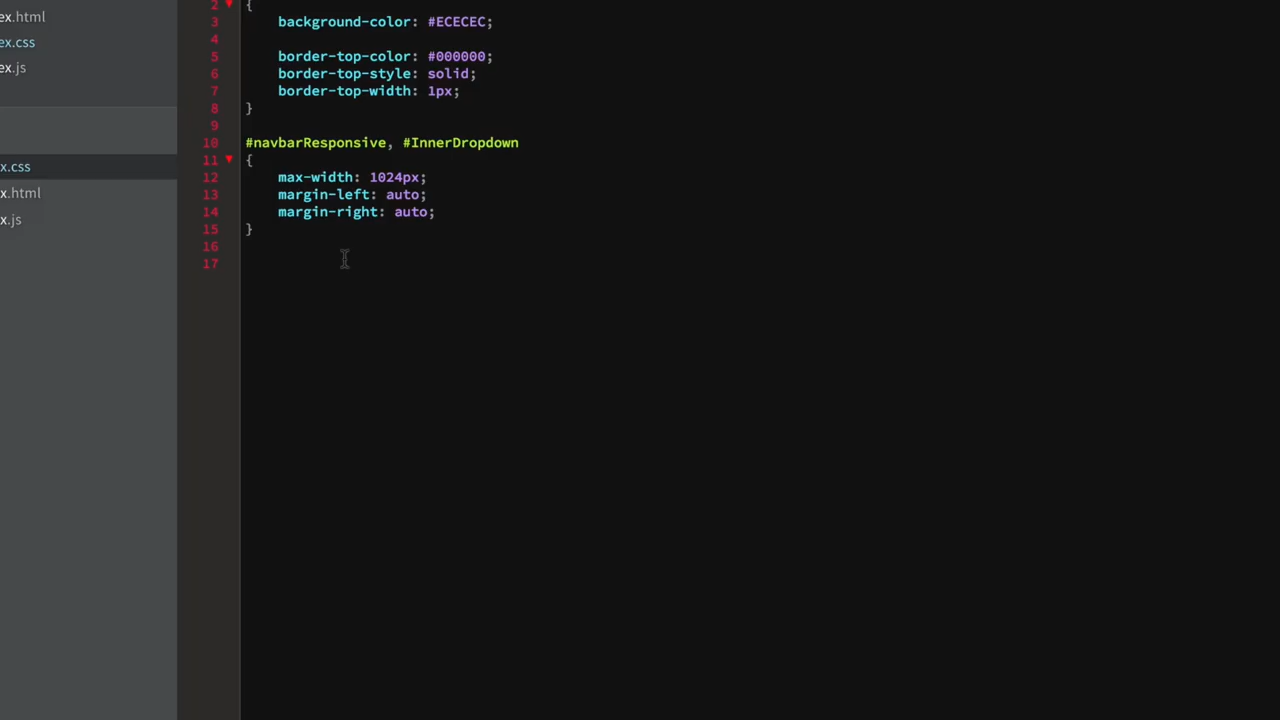 ex.html
ex.css
ex.js
x.css
x.html
x.js
2 {
3 background-color: #ECECEC;
4
5 border-top-color: #000000;
6 border-top-style: solid;
7 border-top-width: 1px;
8 }
9
10 #navbarResponsive, #InnerDropdown
11 {
12 max-width: 1024px;
13 margin-left: auto;
14 margin-right: auto;
15 }
16
17